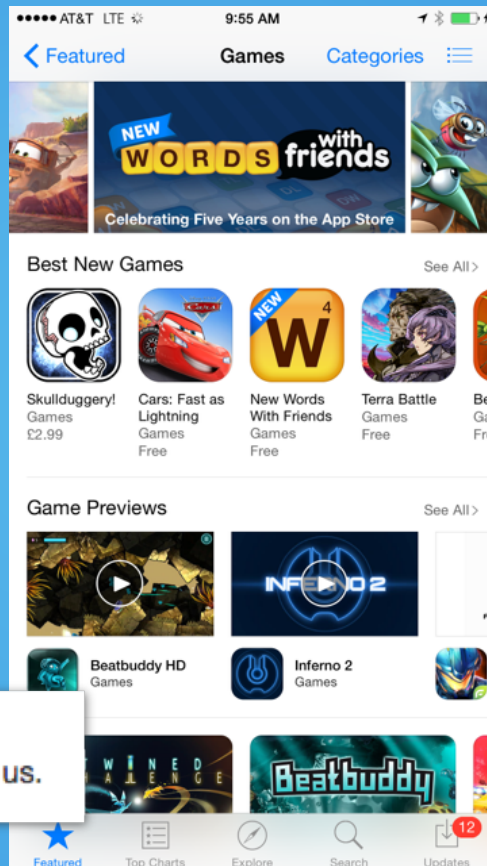 AT&T LTE 9:55 AM
Featured Games Categories
NEW
WORDS with friends
Celebrating Five Years on the App Store
Best New Games See All
NEW
W 4
Skullduggery!
Games
£2.99
Cars: Fast as
Lightning
Games
Free
New Words
With Friends
Games
Free
Terra Battle
Games
Free
Game Previews See All
INFERNO 2
Beatbuddy HD
Games
Inferno 2
Games
us.
Beatbuddy
12
Featured Top Charts Explore Search Updates